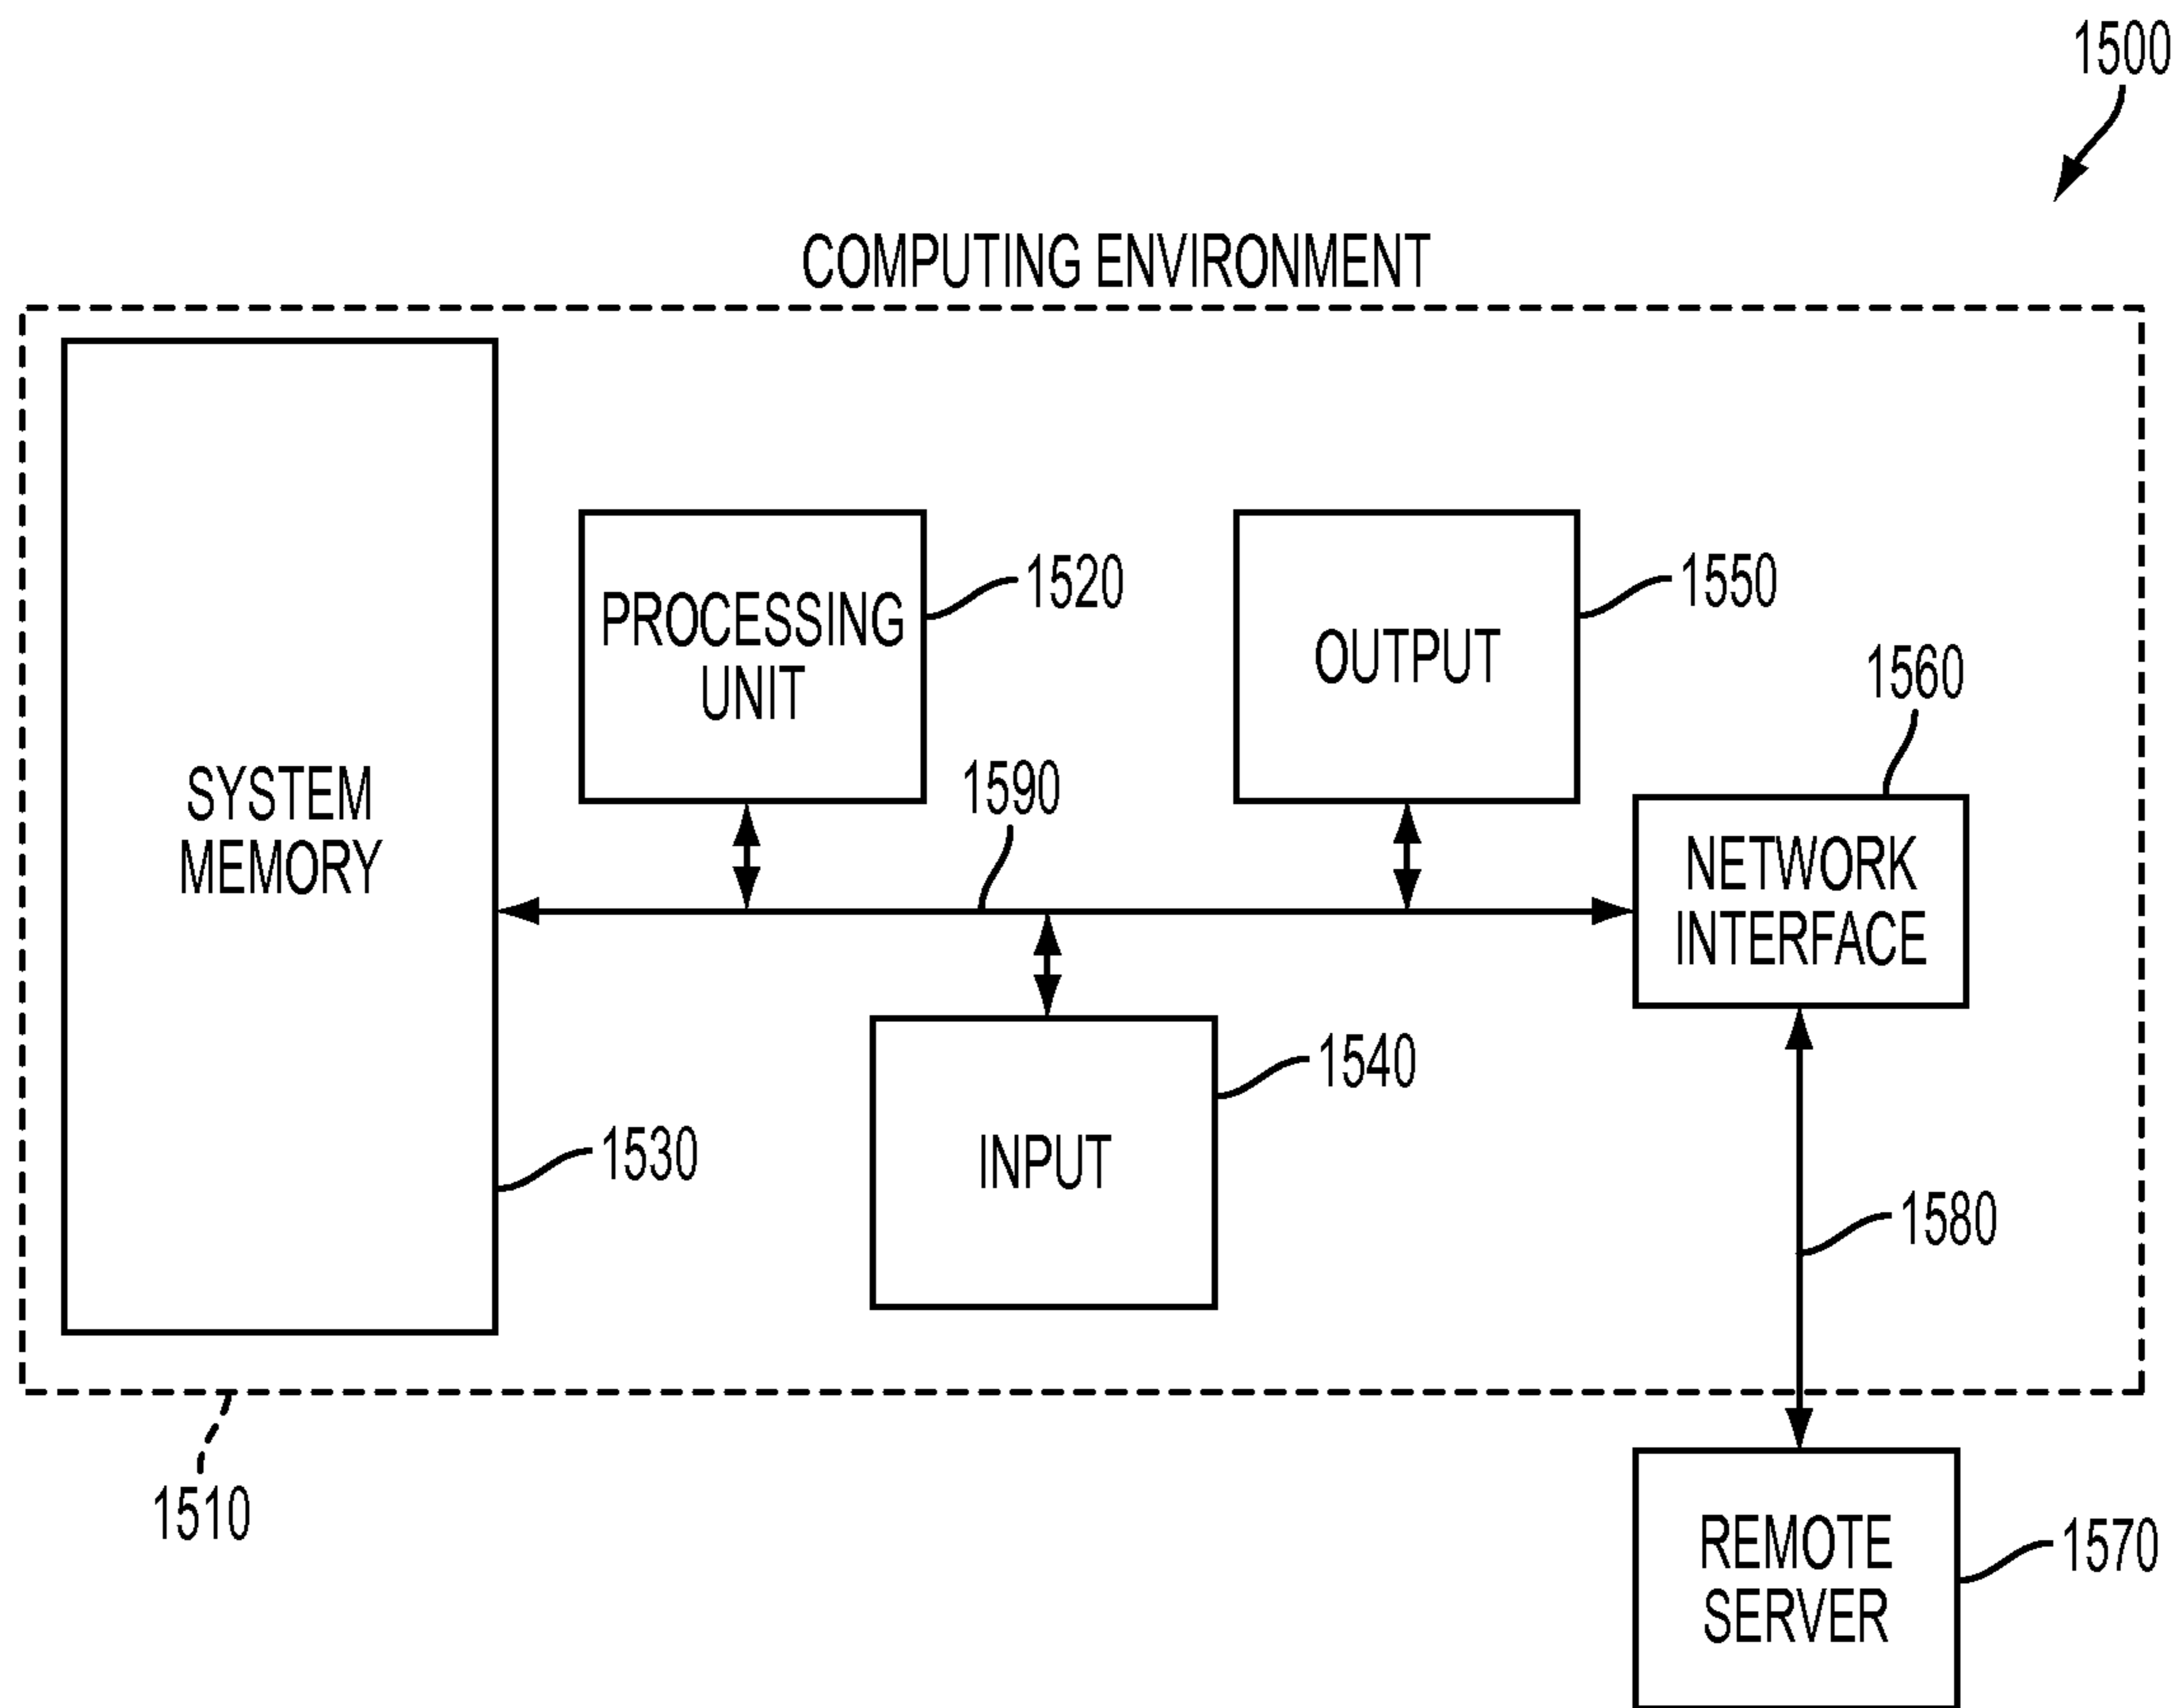 1500
COMPUTING ENVIRONMENT
PROCESSING
UNIT
1520
OUTPUT
1550
1560
SYSTEM
MEMORY
1590
NETWORK
INTERFACE
1530
INPUT
1540
1580
1510
REMOTE
SERVER
1570